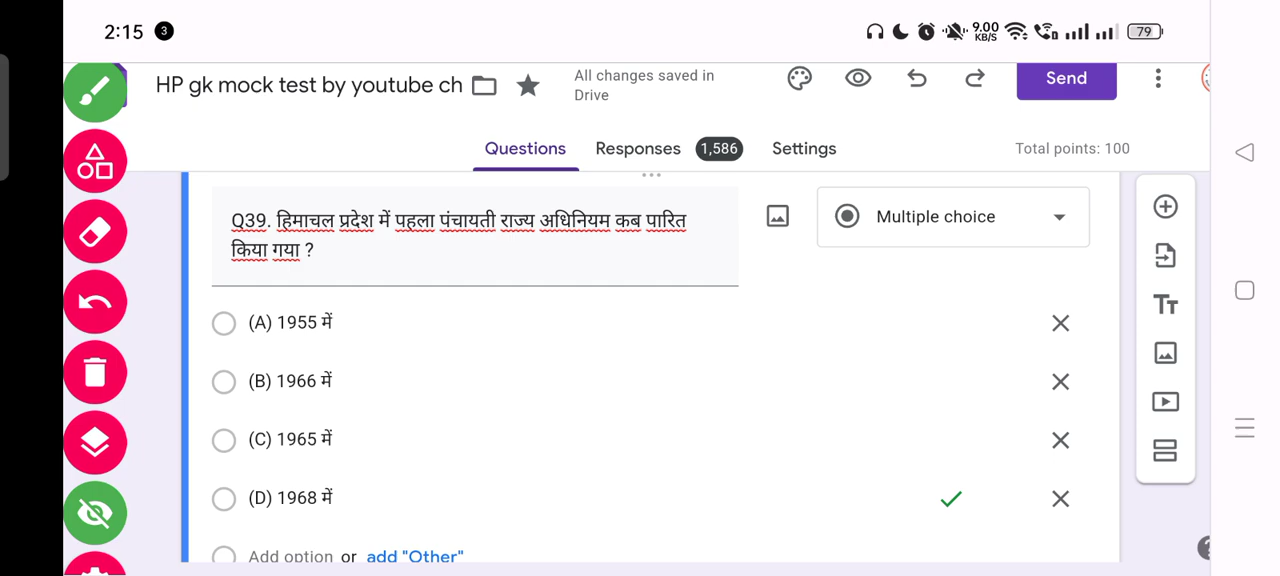 2:15 3 9.00 KB/S 79
HP gk mock test by youtube ch
All changes saved in
Drive
Send
Questions Responses 1,586 Settings Total points: 100
Q39. हिमाचल प्रदेश में पहला पंचायती राज्य अधिनियम कब पारित
किया गया ?
Multiple choice
(A) 1955 में
(B) 1966 में
(C) 1965 में
(D) 1968 में
Add option or add "Other"
Tт
?